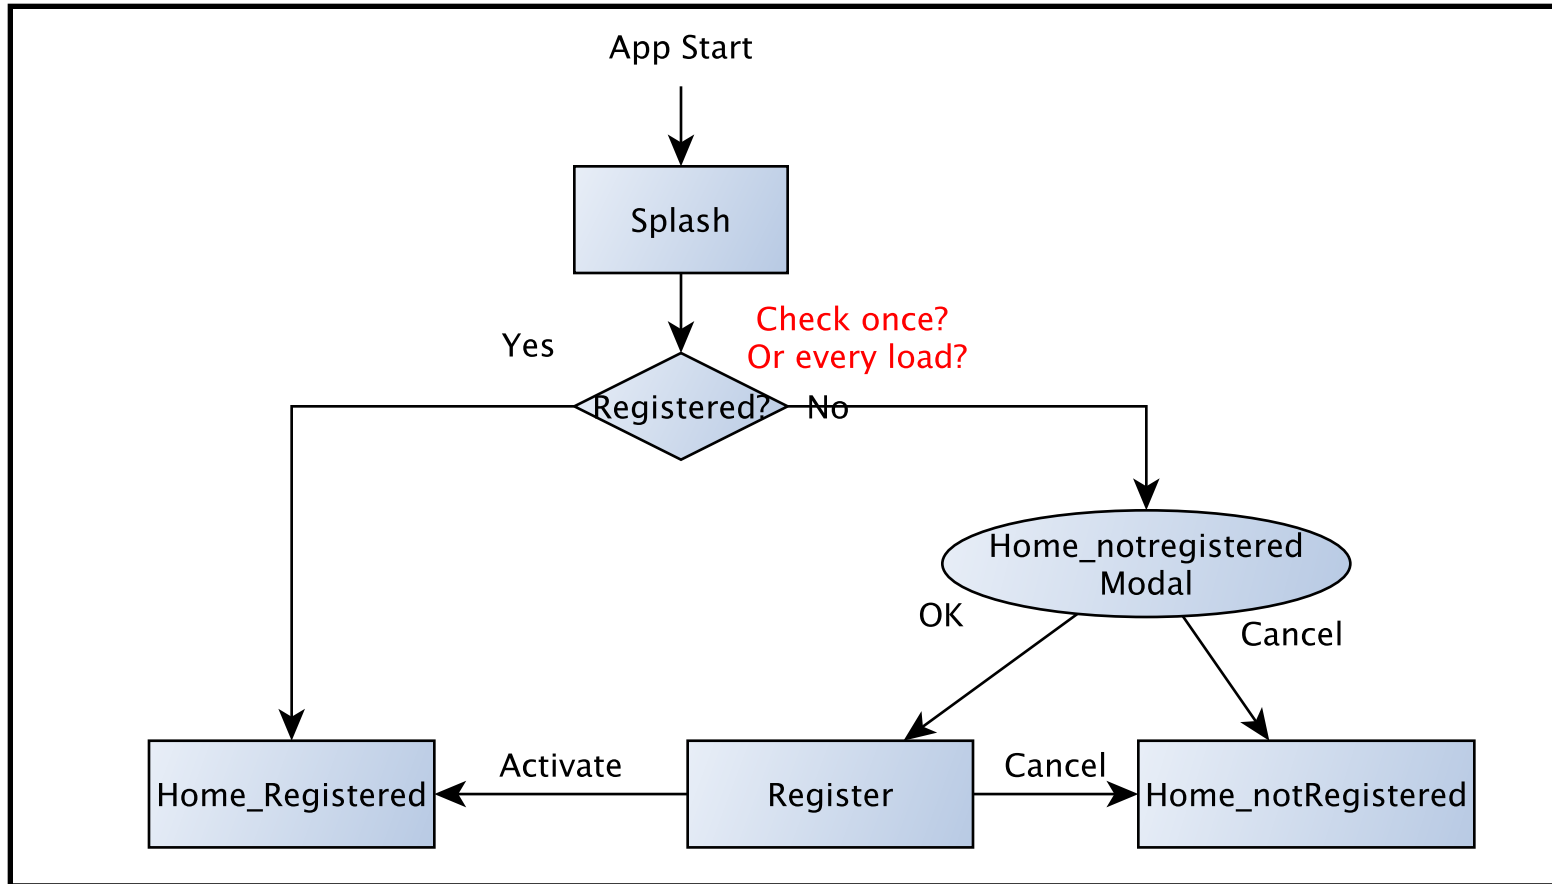 App Start
Splash
Check once?
Or every load?
Yes
Registered?
No
Home_notregistered
Modal
OK
Cancel
Activate
Cancel
Home_Registered
Register
Home_notRegistered